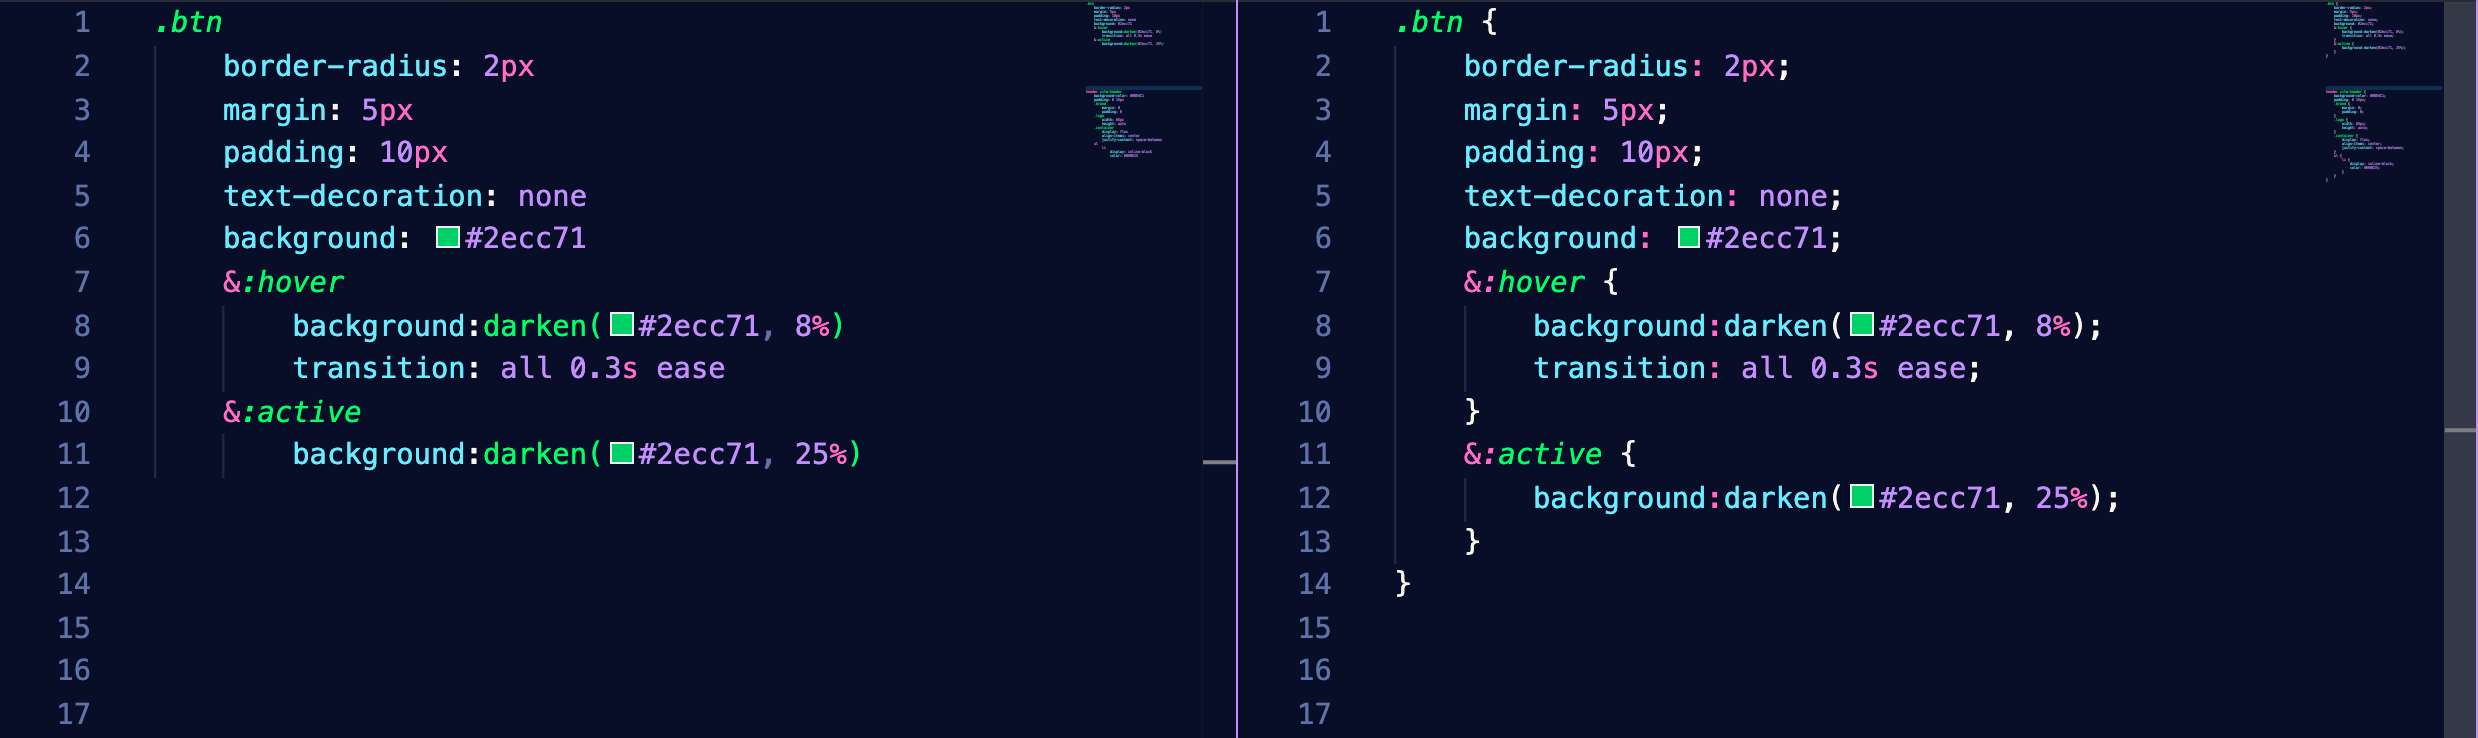 1 .btn
2 border-radius: 2px
3 margin: 5px
4 padding: 10px
5 text-decoration: none
6 background: #2ecc71
7 &:hover
8 background:darken(#2ecc71, 8%)
9 transition: all 0.3s ease
10 &:active
11 background:darken(#2ecc71, 25%)
12
13
14
15
16
17
1 .btn {
2 border-radius: 2px;
3 margin: 5px;
4 padding: 10px;
5 text-decoration: none;
6 background: #2ecc71;
7 &:hover {
8 background:darken(#2ecc71, 8%);
9 transition: all 0.3s ease;
10 }
11 &:active {
12 background:darken(#2ecc71, 25%);
13 }
14 }
15
16
17